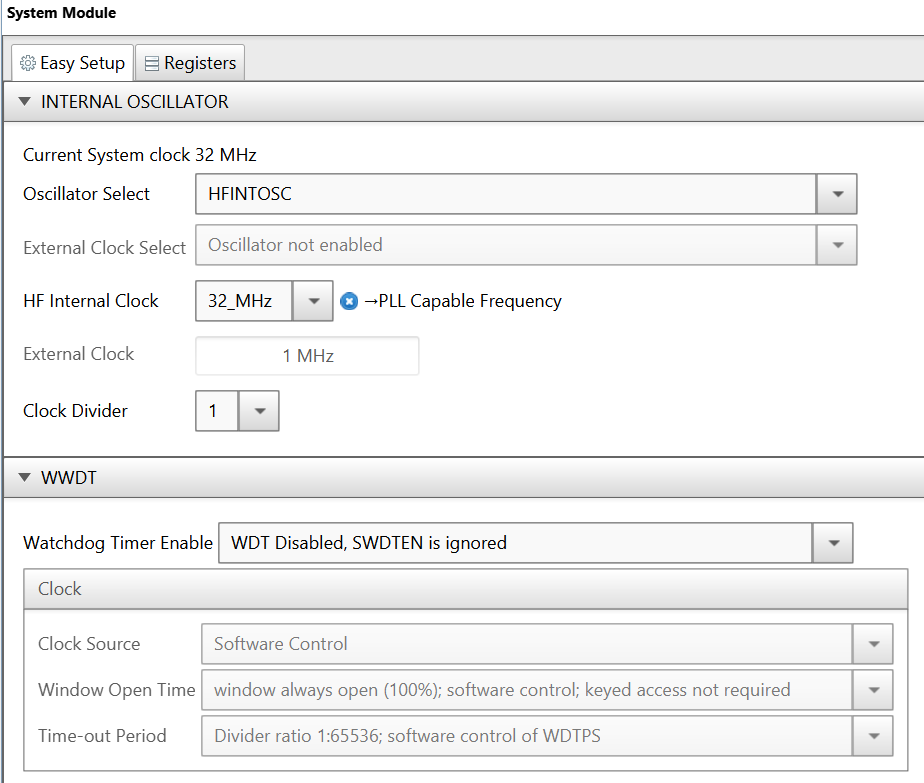 System Module
Easy Setup Registers
INTERNAL OSCILLATOR
Current System clock 32 MHz
Oscillator Select HFINTOSC
External Clock Select Oscillator not enabled
HF Internal Clock 32_MHz →PLL Capable Frequency
External Clock 1 MHz
Clock Divider 1
WWDT
Watchdog Timer Enable WDT Disabled, SWDTEN is ignored
Clock
Clock Source Software Control
Window Open Time window always open (100%); software control; keyed access not required
Time-out Period Divider ratio 1:65536; software control of WDTPS